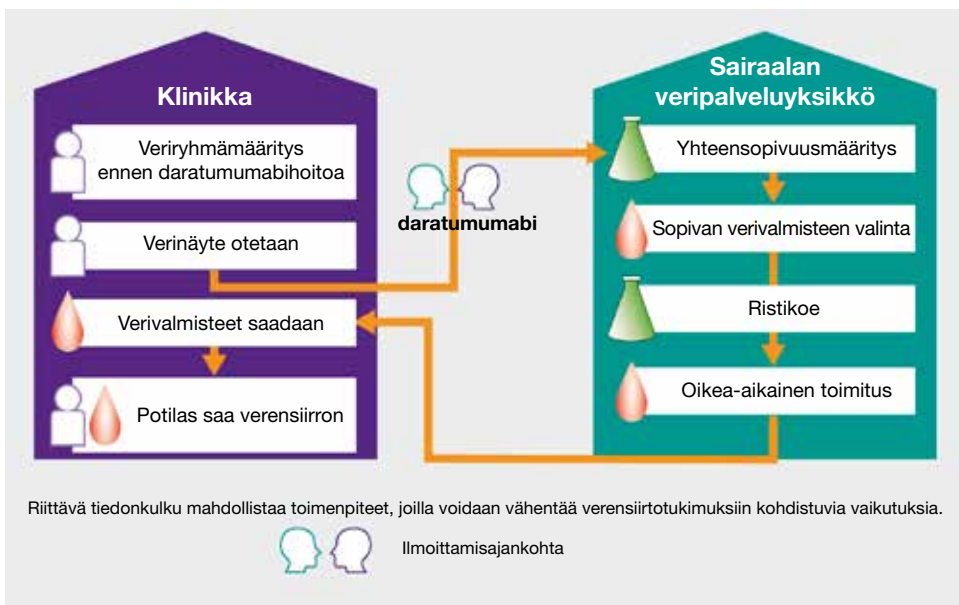 Klinikka
Veriryhmämääritys
ennen daratumumabihoitoa
Verinäyte otetaan
Verivalmisteet saadaan
Potilas saa verensiirron
daratumumabi
Sairaalan
veripalveluyksikkö
Yhteensopivuusmääritys
Sopivan verivalmisteen valinta
Ristikoe
Oikea-aikainen toimitus
Riittävä tiedonkulku mahdollistaa toimenpiteet, joilla voidaan vähentää verensiirtotukimuksiin kohdistuvia vaikutuksia.
Ilmoittamisajankohta